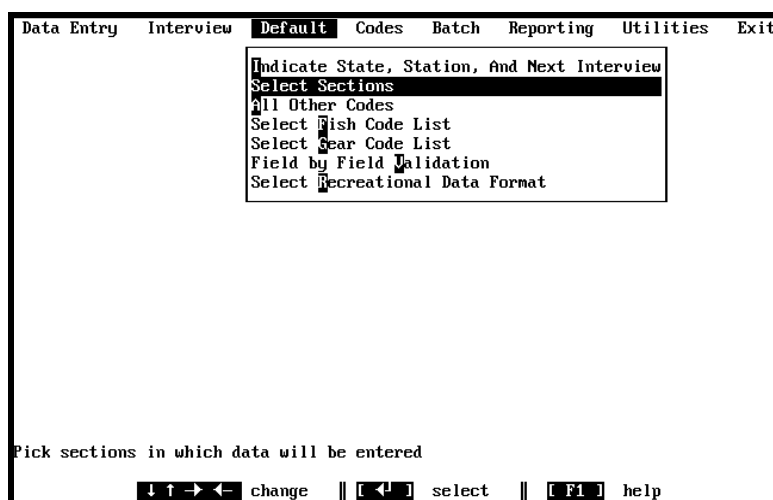 Data Entry Interview Default Codes Batch Reporting Utilities Exit
Indicate State, Station, And Next Interview
Select Sections
All Other Codes
Select Fish Code List
Select Gear Code List
Field by Field Validation
Select Recreational Data Format
Pick sections in which data will be entered
↓ ↑ → ← change ‖ [ ↵ ] select ‖ [ F1 ] help